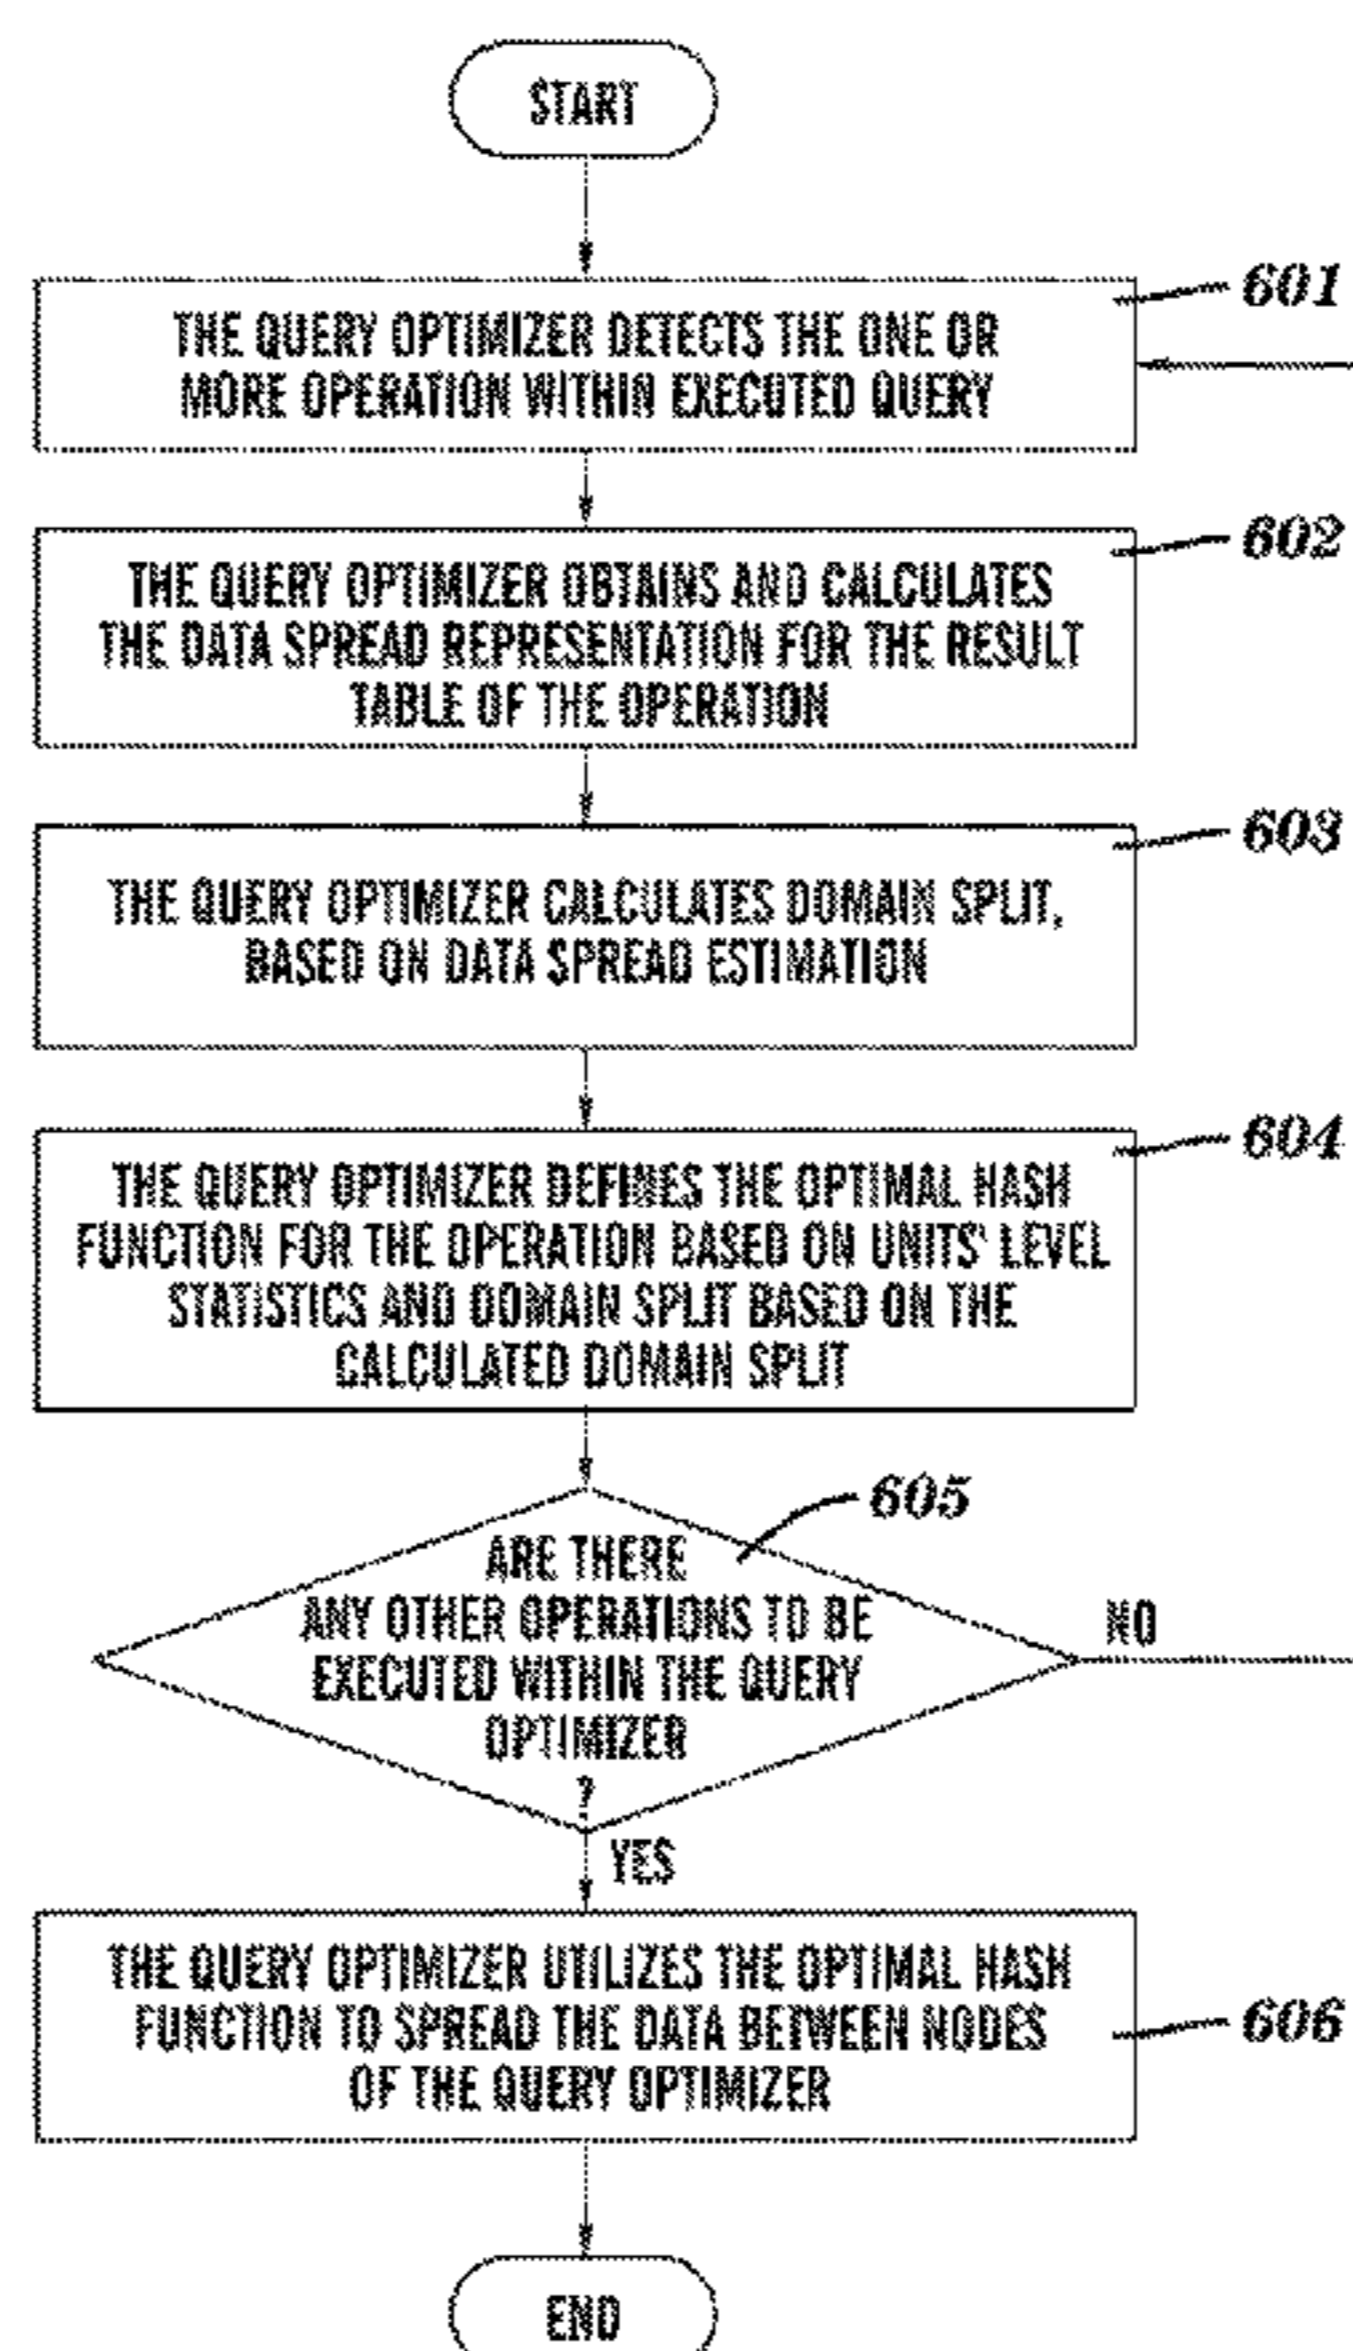 START
601
THE QUERY OPTIMIZER DETECTS THE ONE OR
MORE OPERATION WITHIN EXECUTED QUERY
602
THE QUERY OPTIMIZER OBTAINS AND CALCULATES
THE DATA SPREAD REPRESENTATION FOR THE RESULT
TABLE OF THE OPERATION
603
THE QUERY OPTIMIZER CALCULATES DOMAIN SPLIT,
BASED ON DATA SPREAD ESTIMATION
604
THE QUERY OPTIMIZER DEFINES THE OPTIMAL HASH
FUNCTION FOR THE OPERATION BASED ON UNITS' LEVEL
STATISTICS AND DOMAIN SPLIT BASED ON THE
CALCULATED DOMAIN SPLIT
605
ARE THERE
ANY OTHER OPERATIONS TO BE
EXECUTED WITHIN THE QUERY
OPTIMIZER
?
NO
YES
THE QUERY OPTIMIZER UTILIZES THE OPTIMAL HASH
FUNCTION TO SPREAD THE DATA BETWEEN NODES
OF THE QUERY OPTIMIZER
606
END